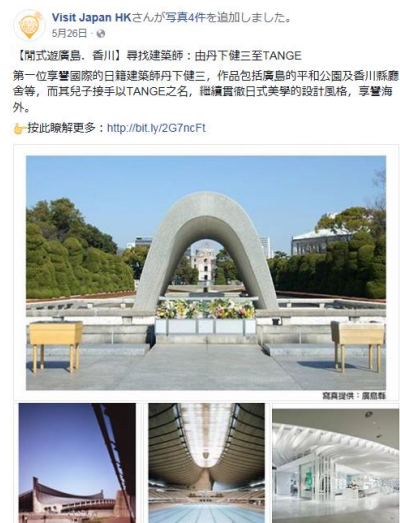 Visit Japan HKさんが写真4件を追加しました。
5月26日 ·
【閒式遊廣島．香川】尋找建築師：由丹下健三至TANGE
第一位享譽國際的日籍建築師丹下健三，作品包括廣島的平和公園及香川縣廳
舍等，而其兒子接手以TANGE之名，繼續貫徹日式美學的設計風格，享譽海
外。
👉按此瞭解更多：http://bit.ly/2G7ncFt
寫真提供：廣島縣